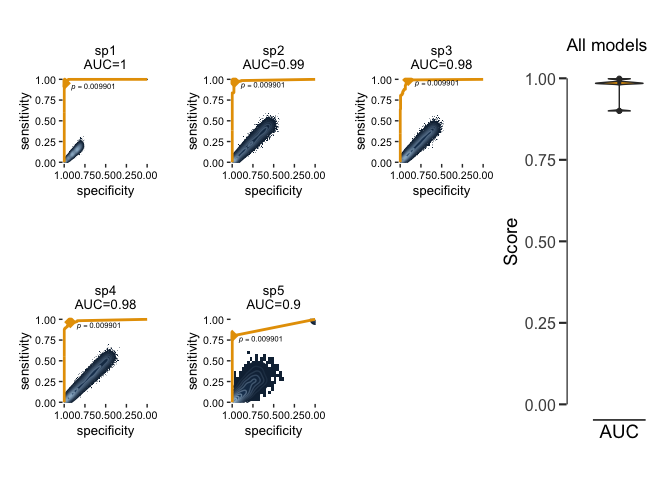 All models
sp1
AUC=1
sp2
AUC=0.99
sp3
AUC=0.98
1.00
0.75
0.50
0.25
0.00
sensitivity
p = 0.009901
1.000.750.500.250.00
specificity
1.00
0.75
0.50
0.25
0.00
sensitivity
p = 0.009901
1.000.750.500.250.00
specificity
1.00
0.75
0.50
0.25
0.00
sensitivity
p = 0.009901
1.000.750.500.250.00
specificity
sp4
AUC=0.98
sp5
AUC=0.9
1.00
0.75
0.50
0.25
0.00
sensitivity
p = 0.009901
1.000.750.500.250.00
specificity
1.00
0.75
0.50
0.25
0.00
sensitivity
p = 0.009901
1.000.750.500.250.00
specificity
1.00
0.75
0.50
0.25
0.00
Score
AUC